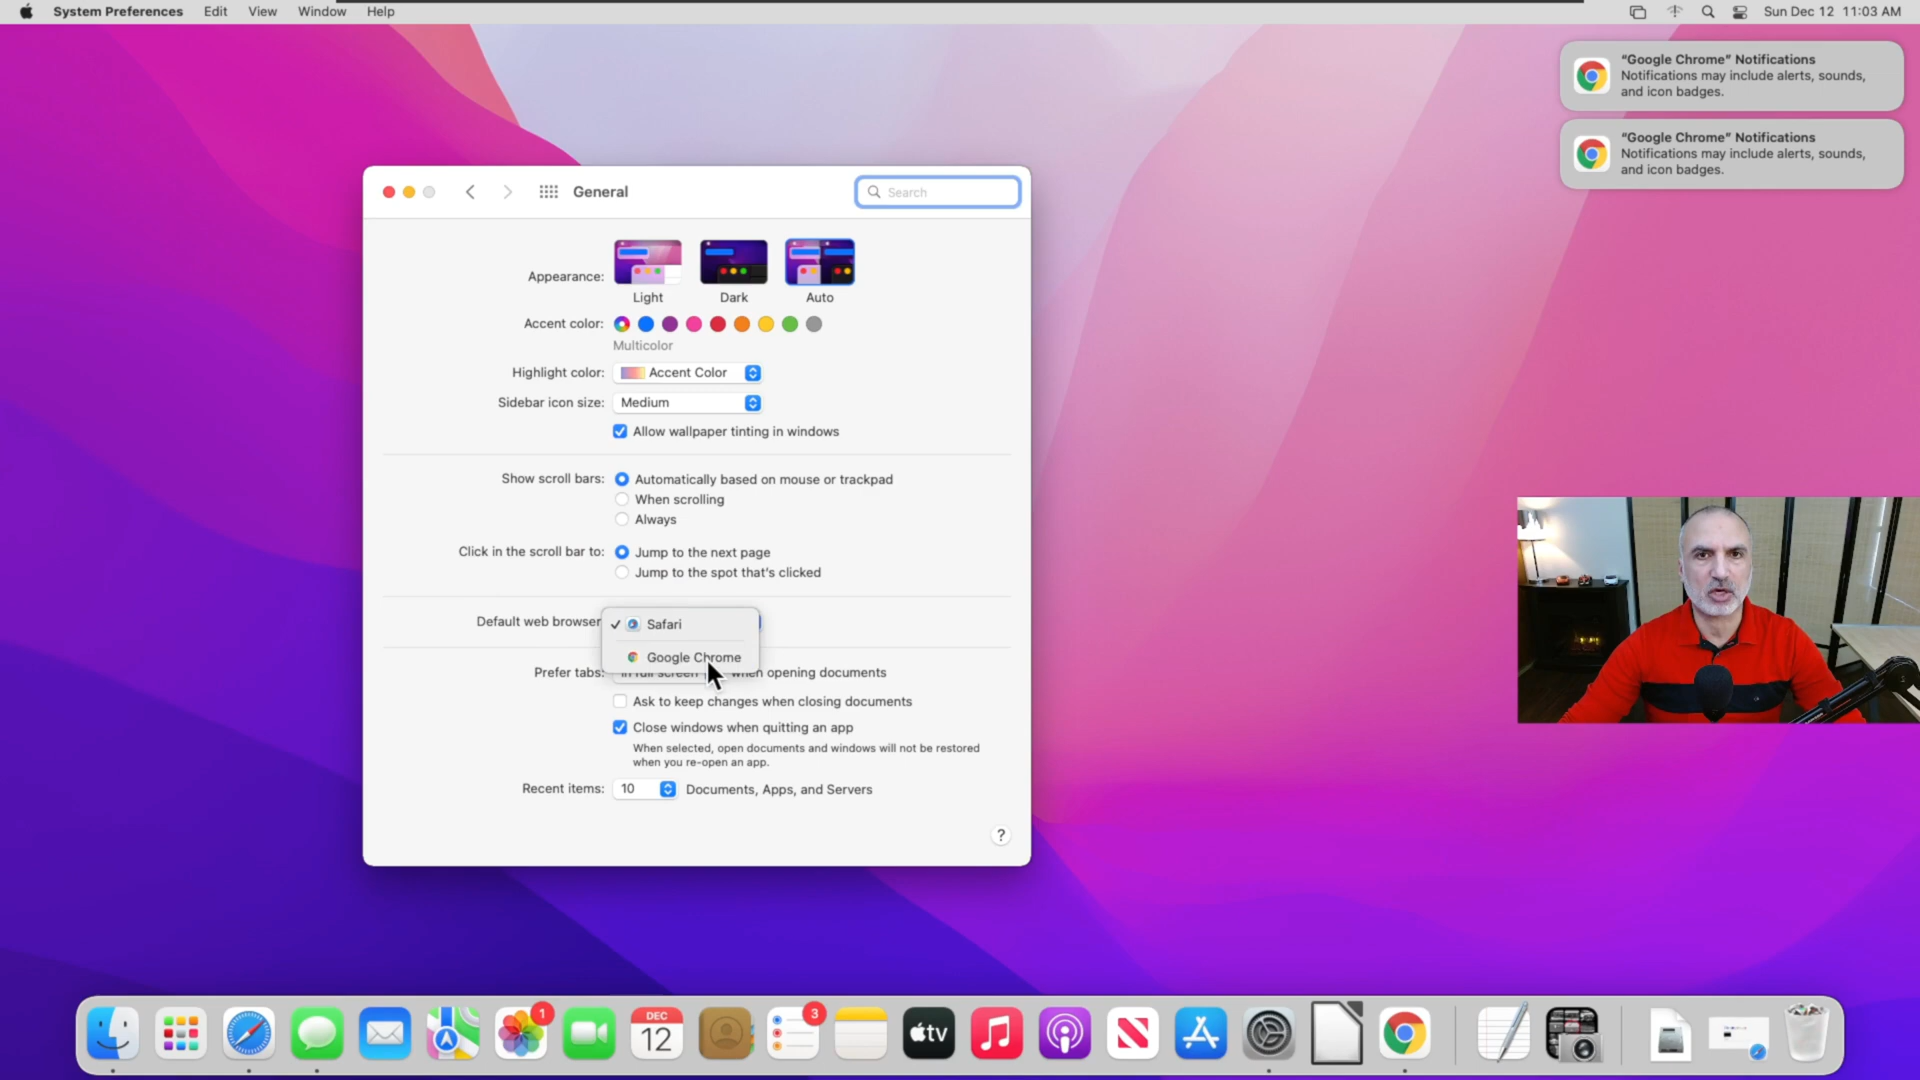 System Preferences Edit View Window Help
Sun Dec 12 11:03 AM
"Google Chrome" Notifications
Notifications may include alerts, sounds,
and icon badges.
"Google Chrome" Notifications
Notifications may include alerts, sounds,
and icon badges.
General
Search
Appearance:
Light Dark Auto
Accent color:
Multicolor
Highlight color: Accent Color
Sidebar icon size: Medium
Allow wallpaper tinting in windows
Show scroll bars: Automatically based on mouse or trackpad
When scrolling
Always
Click in the scroll bar to: Jump to the next page
Jump to the spot that's clicked
Default web browser
Safari
Google Chrome
Prefer tabs: in full screen when opening documents
Ask to keep changes when closing documents
Close windows when quitting an app
When selected, open documents and windows will not be restored
when you re-open an app.
Recent items: 10 Documents, Apps, and Servers
?
1
DEC
12
3
tv